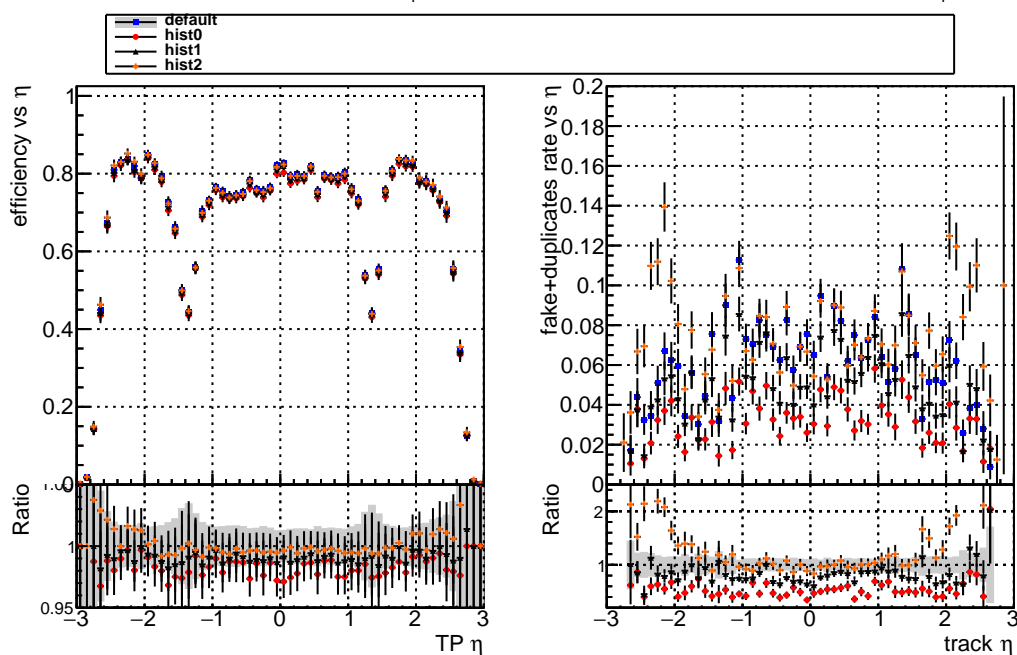 default
hist0
hist1
hist2
efficiency vs η
1
0.8
0.6
0.4
0.2
0
Ratio
1
0.95
−3 −2 −1 0 1 2 3
TP η
fake+duplicates rate vs η
0.2
0.18
0.16
0.14
0.12
0.1
0.08
0.06
0.04
0.02
0
Ratio
2
1
−3 −2 −1 0 1 2 3
track η